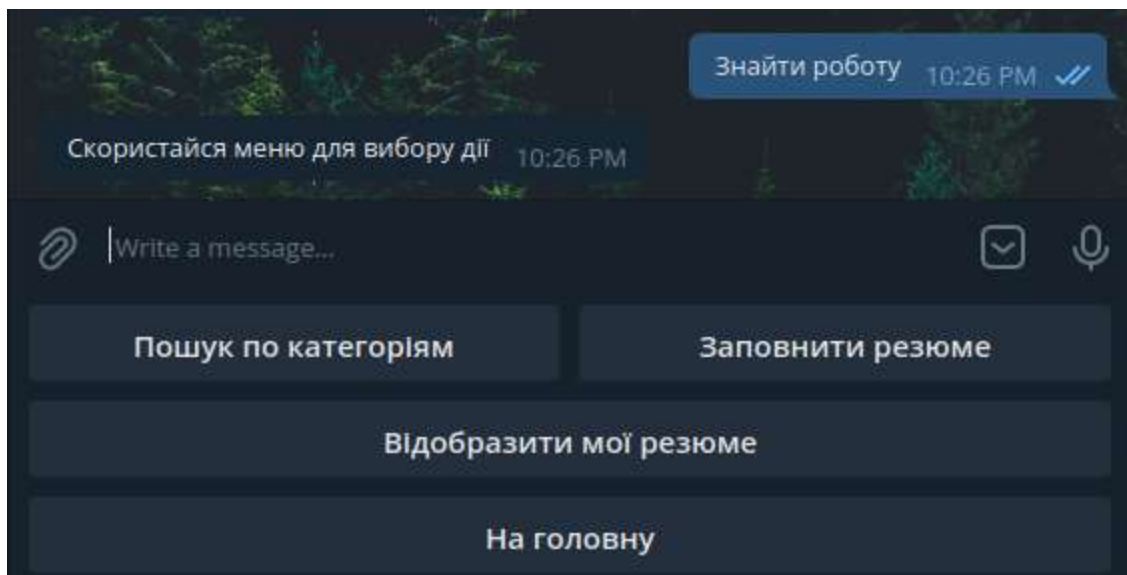 Знайти роботу 10:26 PM
Скористайся меню для вибору дії 10:26 PM
Write a message...
Пошук по категоріям Заповнити резюме
Відобразити мої резюме
На головну